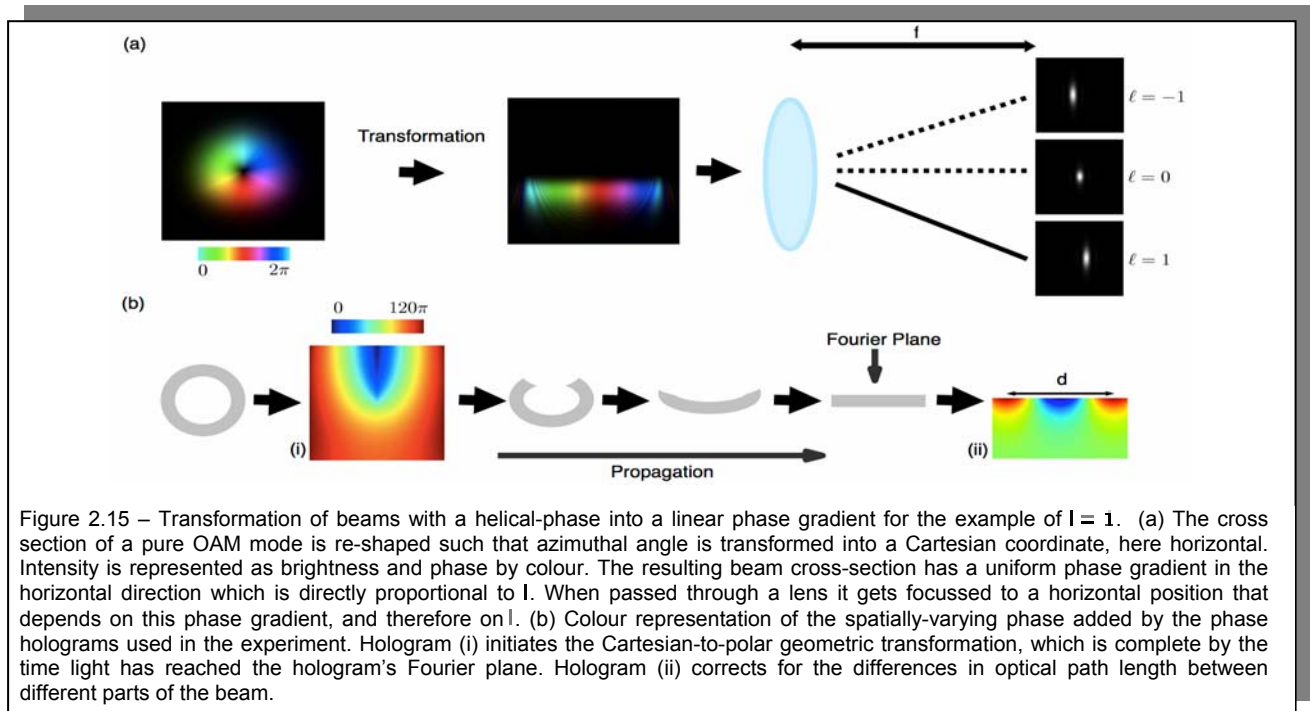 (a)
f
Transformation
ℓ = −1
ℓ = 0
ℓ = 1
0 2π
(b)
0 120π
Fourier Plane
d
(i)
(ii)
Propagation
Figure 2.15 – Transformation of beams with a helical-phase into a linear phase gradient for the example of l = 1. (a) The cross
section of a pure OAM mode is re-shaped such that azimuthal angle is transformed into a Cartesian coordinate, here horizontal.
Intensity is represented as brightness and phase by colour. The resulting beam cross-section has a uniform phase gradient in the
horizontal direction which is directly proportional to l. When passed through a lens it gets focussed to a horizontal position that
depends on this phase gradient, and therefore on l. (b) Colour representation of the spatially-varying phase added by the phase
holograms used in the experiment. Hologram (i) initiates the Cartesian-to-polar geometric transformation, which is complete by the
time light has reached the hologram's Fourier plane. Hologram (ii) corrects for the differences in optical path length between
different parts of the beam.